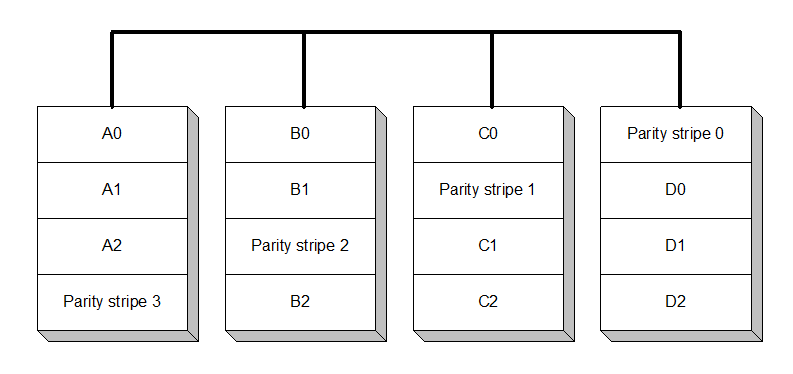 A0
B0
C0
Parity stripe 0
A1
B1
Parity stripe 1
D0
A2
Parity stripe 2
C1
D1
Parity stripe 3
B2
C2
D2